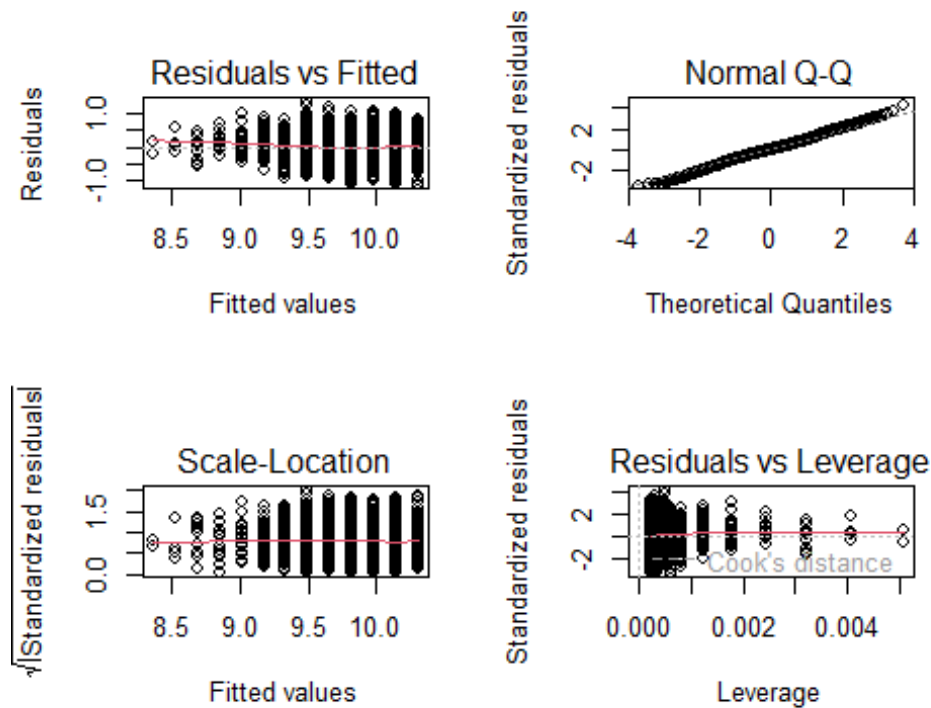 Residuals vs Fitted
Residuals
1.0
-1.0
8.5 9.0 9.5 10.0
Fitted values
Normal Q-Q
Standardized residuals
2
-2
-4 -2 0 2 4
Theoretical Quantiles
Scale-Location
√|Standardized residuals|
1.5
0.0
8.5 9.0 9.5 10.0
Fitted values
Residuals vs Leverage
Standardized residuals
2
-2
Cook's distance
0.000 0.002 0.004
Leverage